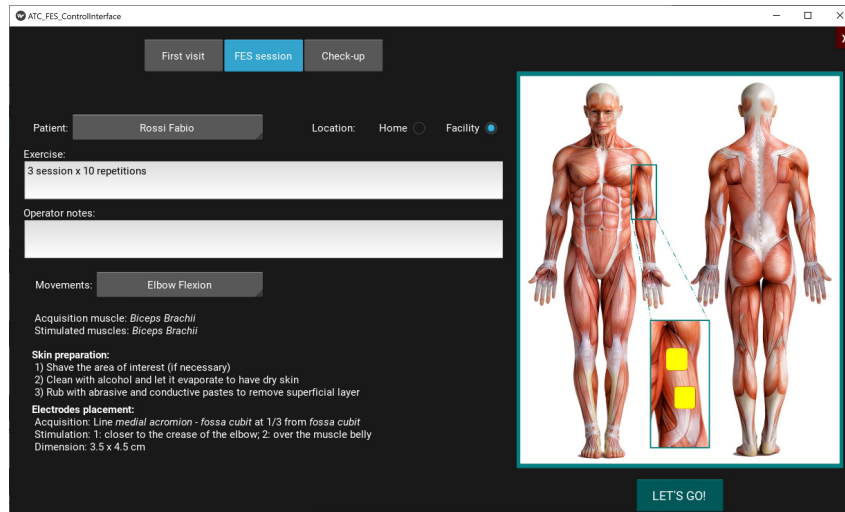 ATC_FES_ControlInterface
First visit
FES session
Check-up
Patient: Rossi Fabio Location: Home Facility
Exercise:
3 session x 10 repetitions
Operator notes:
Movements: Elbow Flexion
Acquisition muscle: Biceps Brachii
Stimulated muscles: Biceps Brachii
Skin preparation:
1) Shave the area of interest (if necessary)
2) Clean with alcohol and let it evaporate to have dry skin
3) Rub with abrasive and conductive pastes to remove superficial layer
Electrodes placement:
Acquisition: Line medial acromion - fossa cubit at 1/3 from fossa cubit
Stimulation: 1: closer to the crease of the elbow; 2: over the muscle belly
Dimension: 3.5 x 4.5 cm
LET'S GO!